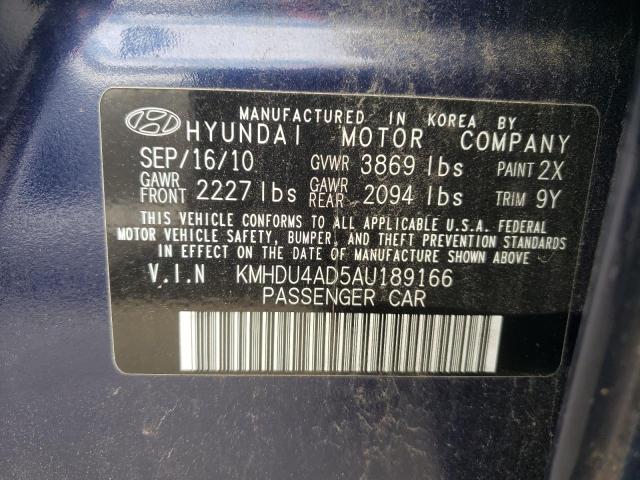 MANUFACTURED IN KOREA BY
HYUNDAI MOTOR COMPANY
SEP/16/10 GVWR 3869 lbs PAINT 2X
GAWR FRONT 2227 lbs GAWR REAR 2094 lbs TRIM 9Y
THIS VEHICLE CONFORMS TO ALL APPLICABLE U.S.A. FEDERAL
MOTOR VEHICLE SAFETY, BUMPER, AND THEFT PREVENTION STANDARDS
IN EFFECT ON THE DATE OF MANUFACTURE SHOWN ABOVE
V.I.N KMHDU4AD5AU189166
PASSENGER CAR